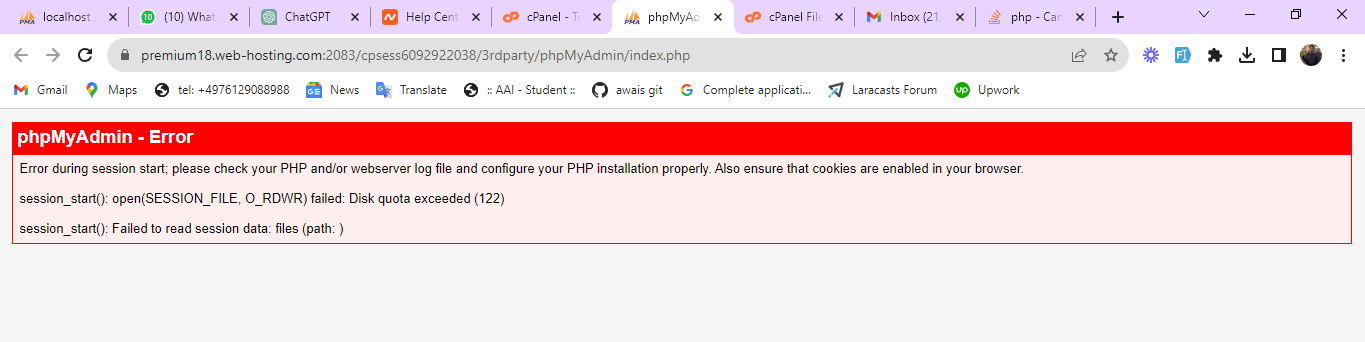 localhost
10
(10) What
ChatGPT
Help Cent
cPanel - T
phpMyAd
cPanel File
Inbox (21,
php - Can
premium18.web-hosting.com:2083/cpsess6092922038/3rdparty/phpMyAdmin/index.php
Gmail
Maps
tel: +4976129088988
News
Translate
:: AAI - Student ::
awais git
Complete applicati...
Laracasts Forum
Upwork
phpMyAdmin - Error
Error during session start; please check your PHP and/or webserver log file and configure your PHP installation properly. Also ensure that cookies are enabled in your browser.
session_start(): open(SESSION_FILE, O_RDWR) failed: Disk quota exceeded (122)
session_start(): Failed to read session data: files (path: )